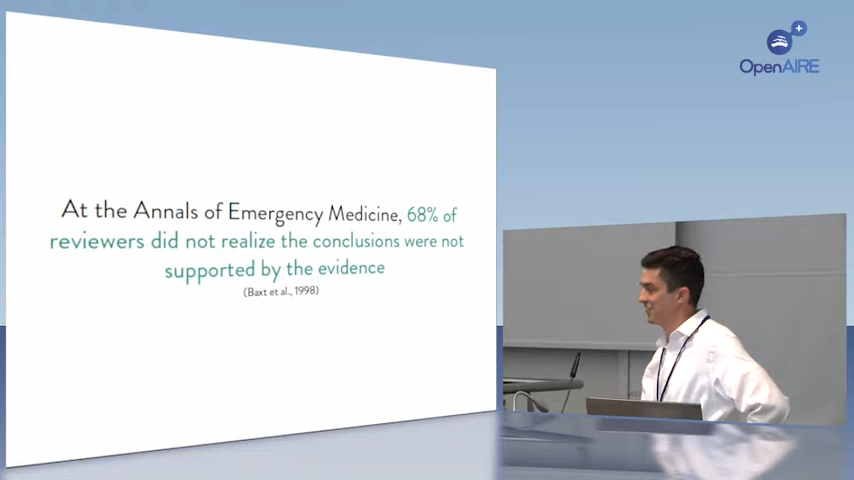 OpenAIRE
At the Annals of Emergency Medicine, 68% of
reviewers did not realize the conclusions were not
supported by the evidence
(Baxt et al., 1998)